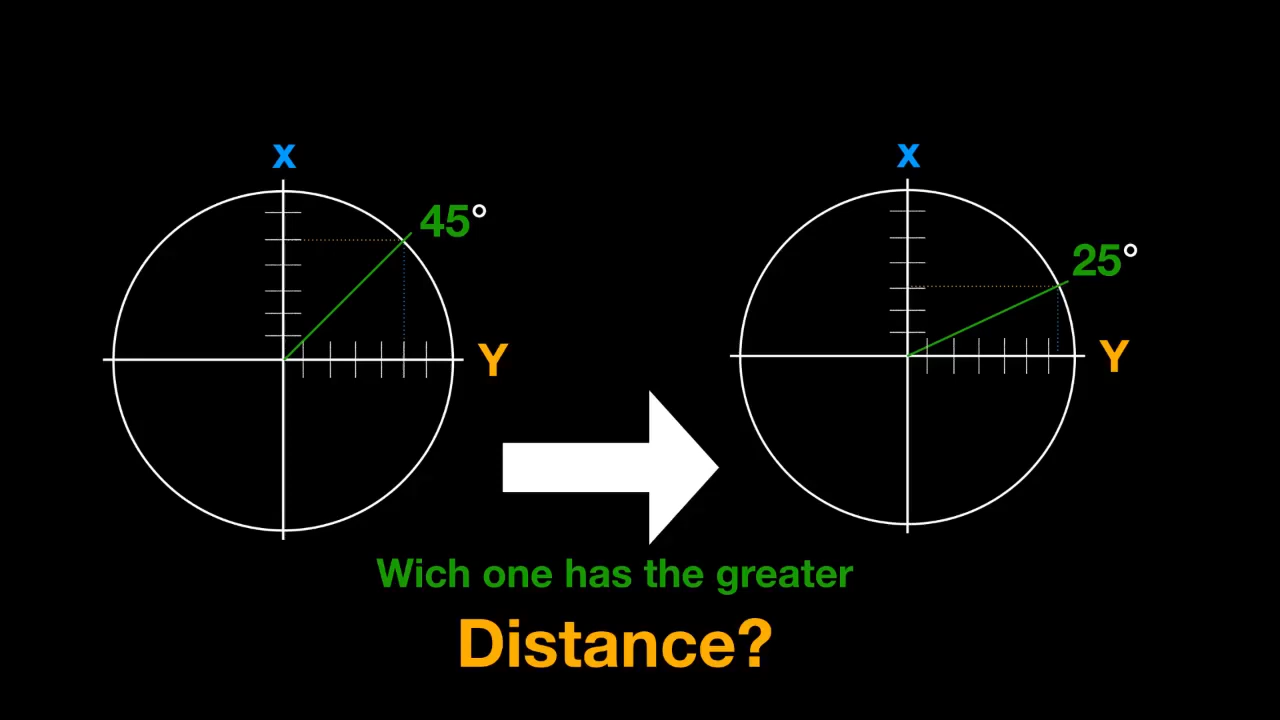 x
45°
Y
x
25°
Y
Wich one has the greater
Distance?